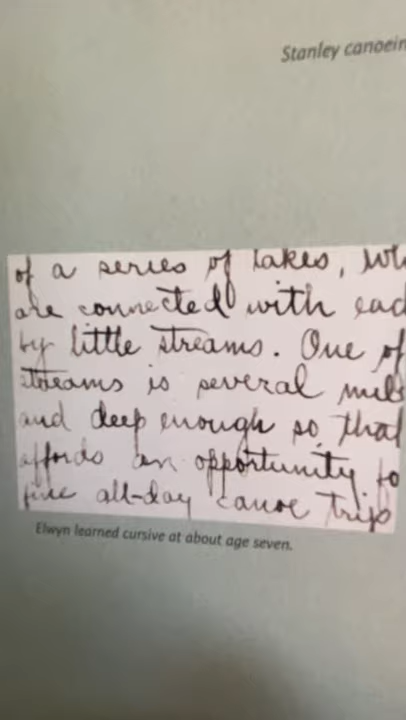 Stanley canoein
of a series of lakes, wh
are connected with eac
by little streams. One of
streams is several mile
and deep enough so that
affords an opportunity fo
fine all-day canoe trips
Elwyn learned cursive at about age seven.